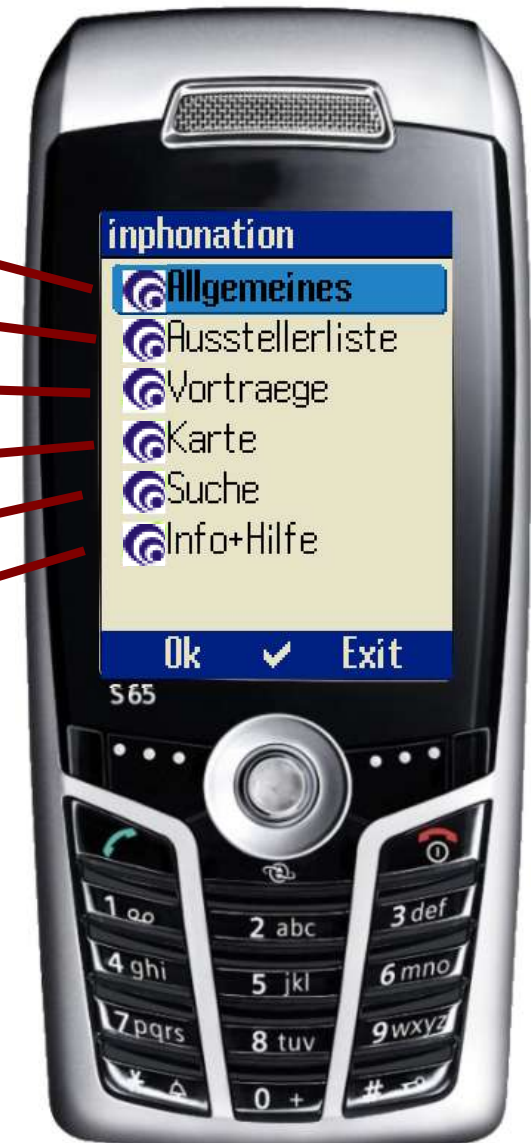 inphonation
Allgemeines
Ausstellerliste
Vortraege
Karte
Suche
Info+Hilfe
Ok Exit
S65
1
2 abc
3 def
4 ghi
5 jkl
6 mno
7 pqrs
8 tuv
9 wxyz
*
0 +
#